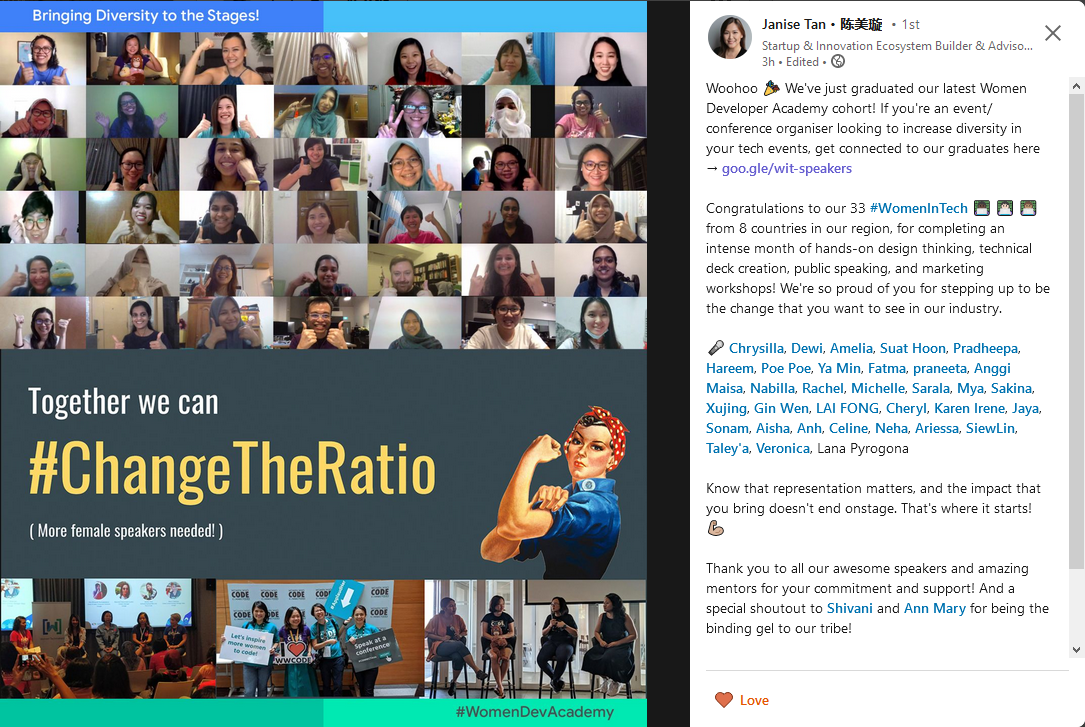 Bringing Diversity to the Stages!
Together we can
#ChangeTheRatio
( More female speakers needed! )
CODE
CODE
CODE
CODE
Let's inspire
more women
to code!
I
WWCODE
Speak at a
conference
#WomenDevAcademy
Janise Tan • 陈美璇 • 1st
Startup & Innovation Ecosystem Builder & Adviso...
3h • Edited •
Woohoo 🎉 We've just graduated our latest Women
Developer Academy cohort! If you're an event/
conference organiser looking to increase diversity in
your tech events, get connected to our graduates here
→ goo.gle/wit-speakers
Congratulations to our 33 #WomenInTech 👩🏿‍💻 👩🏻‍💻 👩🏽‍💻
from 8 countries in our region, for completing an
intense month of hands-on design thinking, technical
deck creation, public speaking, and marketing
workshops! We're so proud of you for stepping up to be
the change that you want to see in our industry.
🎤 Chrysilla, Dewi, Amelia, Suat Hoon, Pradheepa,
Hareem, Poe Poe, Ya Min, Fatma, praneeta, Anggi
Maisa, Nabilla, Rachel, Michelle, Sarala, Mya, Sakina,
Xujing, Gin Wen, LAI FONG, Cheryl, Karen Irene, Jaya,
Sonam, Aisha, Anh, Celine, Neha, Ariessa, SiewLin,
Taley'a, Veronica, Lana Pyrogona
Know that representation matters, and the impact that
you bring doesn't end onstage. That's where it starts!
💪🏽
Thank you to all our awesome speakers and amazing
mentors for your commitment and support! And a
special shoutout to Shivani and Ann Mary for being the
binding gel to our tribe!
Love